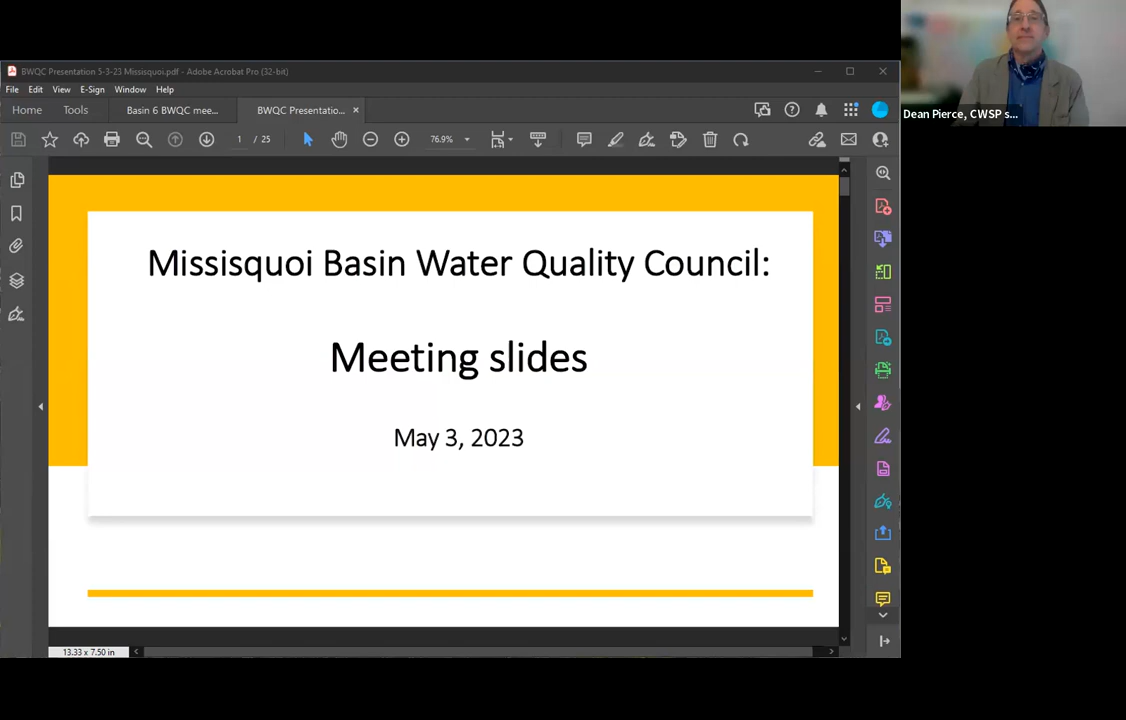 BWQC Presentation 5-3-23 Missisquoi.pdf - Adobe Acrobat Pro (32-bit)
File Edit View E-Sign Window Help
Home Tools Basin 6 BWQC mee... BWQC Presentatio... ×
1 / 25 76.9%
Missisquoi Basin Water Quality Council:
Meeting slides
May 3, 2023
13.33 x 7.50 in
Dean Pierce, CWSP s...